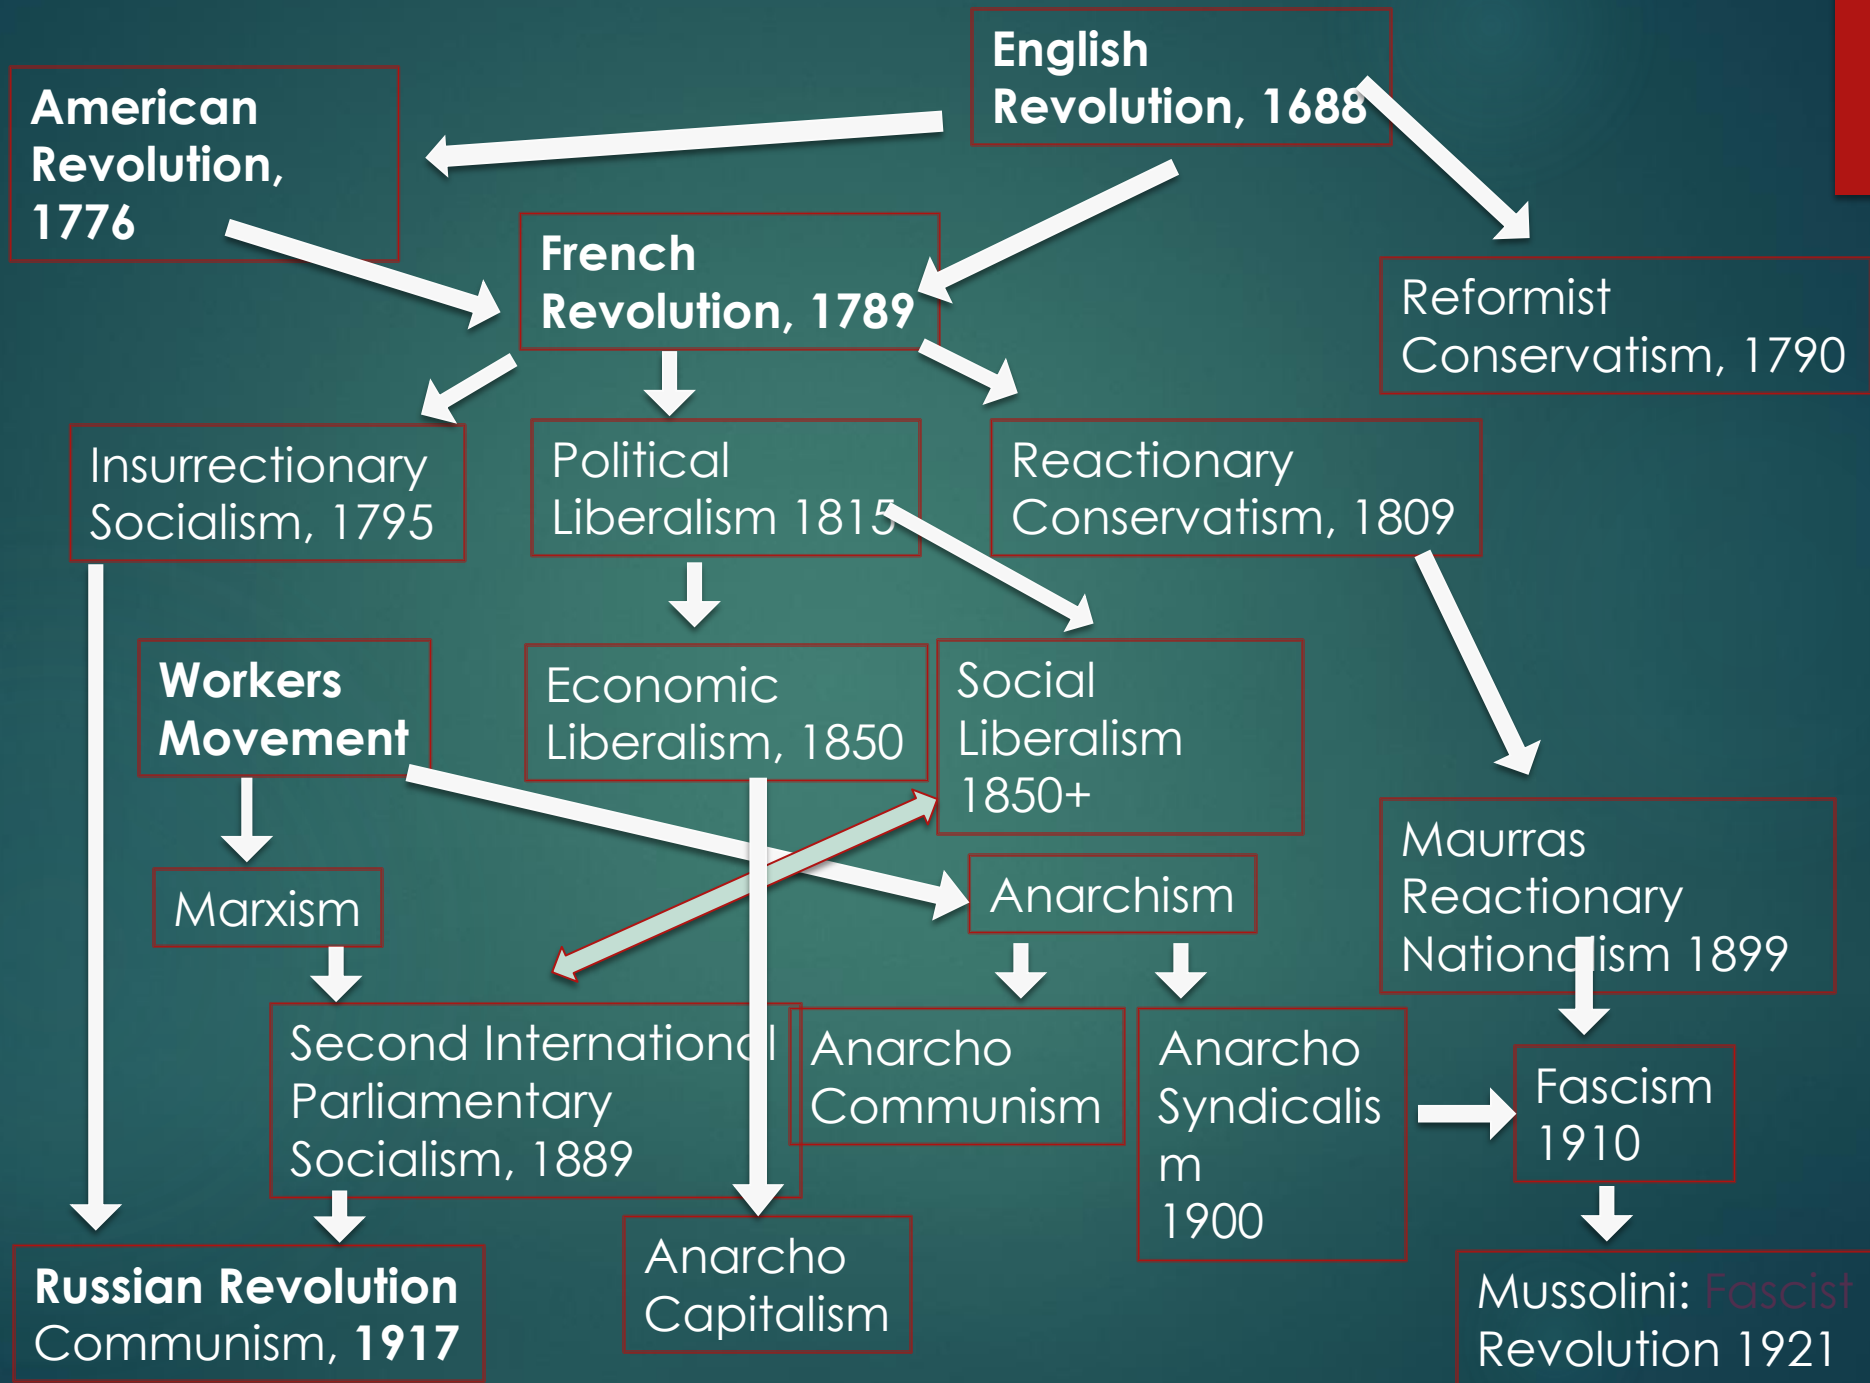 English
Revolution, 1688
American
Revolution,
1776
French
Revolution, 1789
Reformist
Conservatism, 1790
Insurrectionary
Socialism, 1795
Political
Liberalism 1815
Reactionary
Conservatism, 1809
Workers
Movement
Economic
Liberalism, 1850
Social
Liberalism
1850+
Maurras
Reactionary
Nationalism 1899
Marxism
Anarchism
Second International
Parliamentary
Socialism, 1889
Anarcho
Communism
Anarcho
Syndicalis
m
1900
Fascism
1910
Russian Revolution
Communism, 1917
Anarcho
Capitalism
Mussolini: Fascist
Revolution 1921